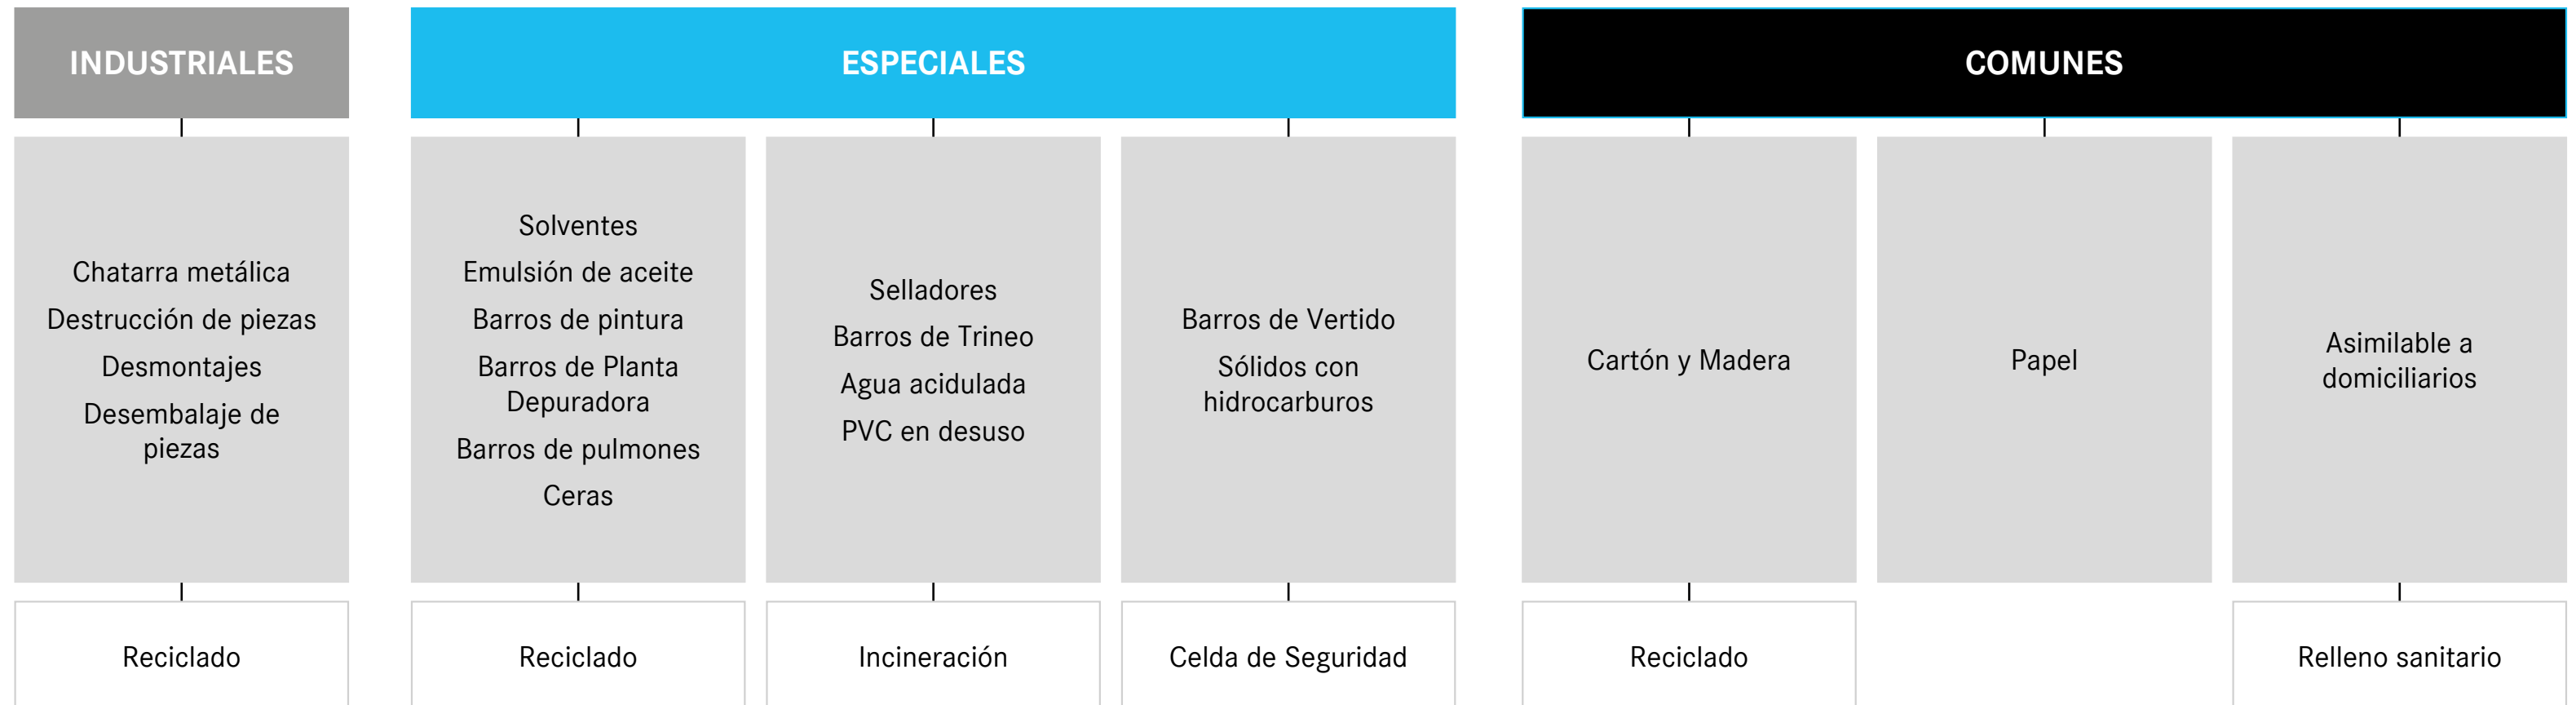 INDUSTRIALES
ESPECIALES
COMUNES
Chatarra metálica
Destrucción de piezas
Desmontajes
Desembalaje de
piezas
Solventes
Emulsión de aceite
Barros de pintura
Barros de Planta
Depuradora
Barros de pulmones
Ceras
Selladores
Barros de Trineo
Agua acidulada
PVC en desuso
Barros de Vertido
Sólidos con
hidrocarburos
Cartón y Madera
Papel
Asimilable a
domiciliarios
Reciclado
Reciclado
Incineración
Celda de Seguridad
Reciclado
Relleno sanitario